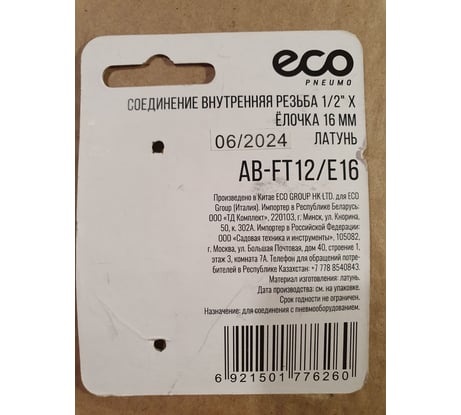 eco
PNEUMO
СОЕДИНЕНИЕ ВНУТРЕННЯЯ РЕЗЬБА 1/2" X
ЁЛОЧКА 16 ММ
06/2024 ЛАТУНЬ
AB-FT12/E16
Произведено в Китае ECO GROUP HK LTD. для ECO
Group (Италия). Импортер в Республике Беларусь:
ООО «ТД Комплект», 220103, г. Минск, ул. Кнорина,
50, к. 302А. Импортер в Российской Федерации:
ООО «Садовая техника и инструменты», 105082,
г. Москва, ул. Большая Почтовая, дом 40, строение 1,
этаж 3, комната 7А. Телефон для обращений потре-
бителей в Республике Казахстан: +7 778 8540843.
Материал изготовления: латунь.
Дата производства: см. на упаковке.
Срок годности не ограничен.
Назначение: для соединения с пневмооборудованием.
6 921501 776260